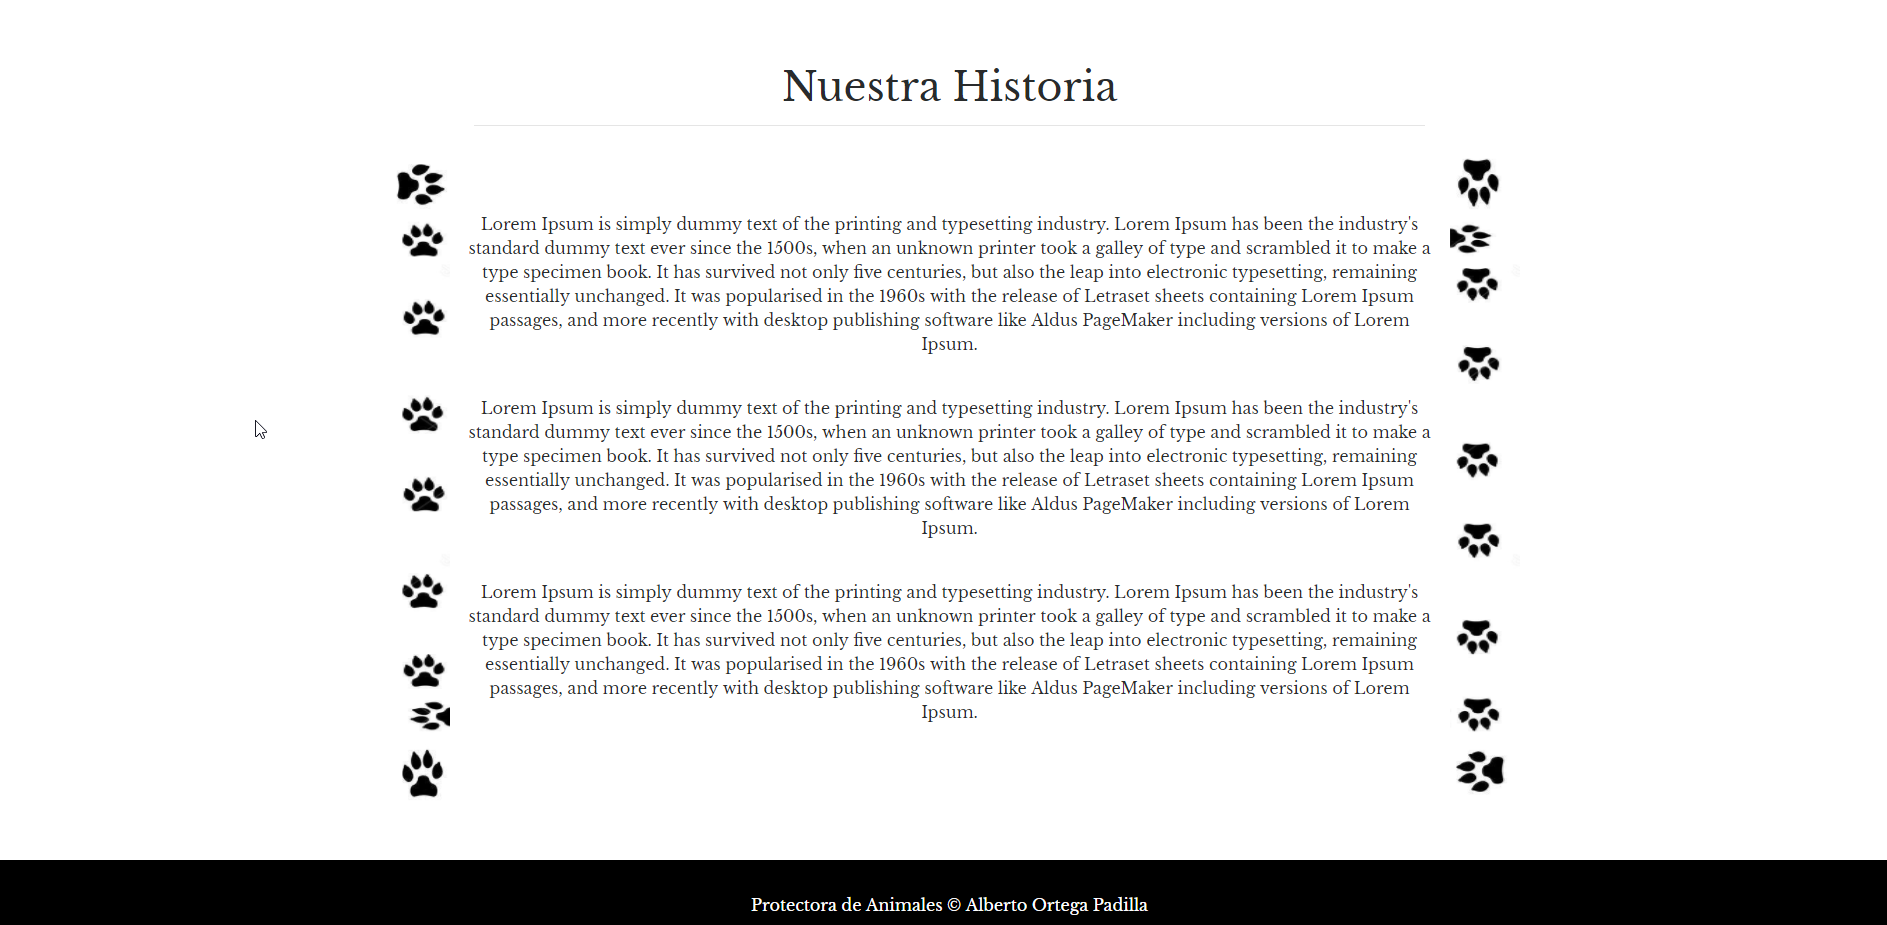 Nuestra Historia
Lorem Ipsum is simply dummy text of the printing and typesetting industry. Lorem Ipsum has been the industry's
standard dummy text ever since the 1500s, when an unknown printer took a galley of type and scrambled it to make a
type specimen book. It has survived not only five centuries, but also the leap into electronic typesetting, remaining
essentially unchanged. It was popularised in the 1960s with the release of Letraset sheets containing Lorem Ipsum
passages, and more recently with desktop publishing software like Aldus PageMaker including versions of Lorem
Ipsum.
Lorem Ipsum is simply dummy text of the printing and typesetting industry. Lorem Ipsum has been the industry's
standard dummy text ever since the 1500s, when an unknown printer took a galley of type and scrambled it to make a
type specimen book. It has survived not only five centuries, but also the leap into electronic typesetting, remaining
essentially unchanged. It was popularised in the 1960s with the release of Letraset sheets containing Lorem Ipsum
passages, and more recently with desktop publishing software like Aldus PageMaker including versions of Lorem
Ipsum.
Lorem Ipsum is simply dummy text of the printing and typesetting industry. Lorem Ipsum has been the industry's
standard dummy text ever since the 1500s, when an unknown printer took a galley of type and scrambled it to make a
type specimen book. It has survived not only five centuries, but also the leap into electronic typesetting, remaining
essentially unchanged. It was popularised in the 1960s with the release of Letraset sheets containing Lorem Ipsum
passages, and more recently with desktop publishing software like Aldus PageMaker including versions of Lorem
Ipsum.
Protectora de Animales © Alberto Ortega Padilla